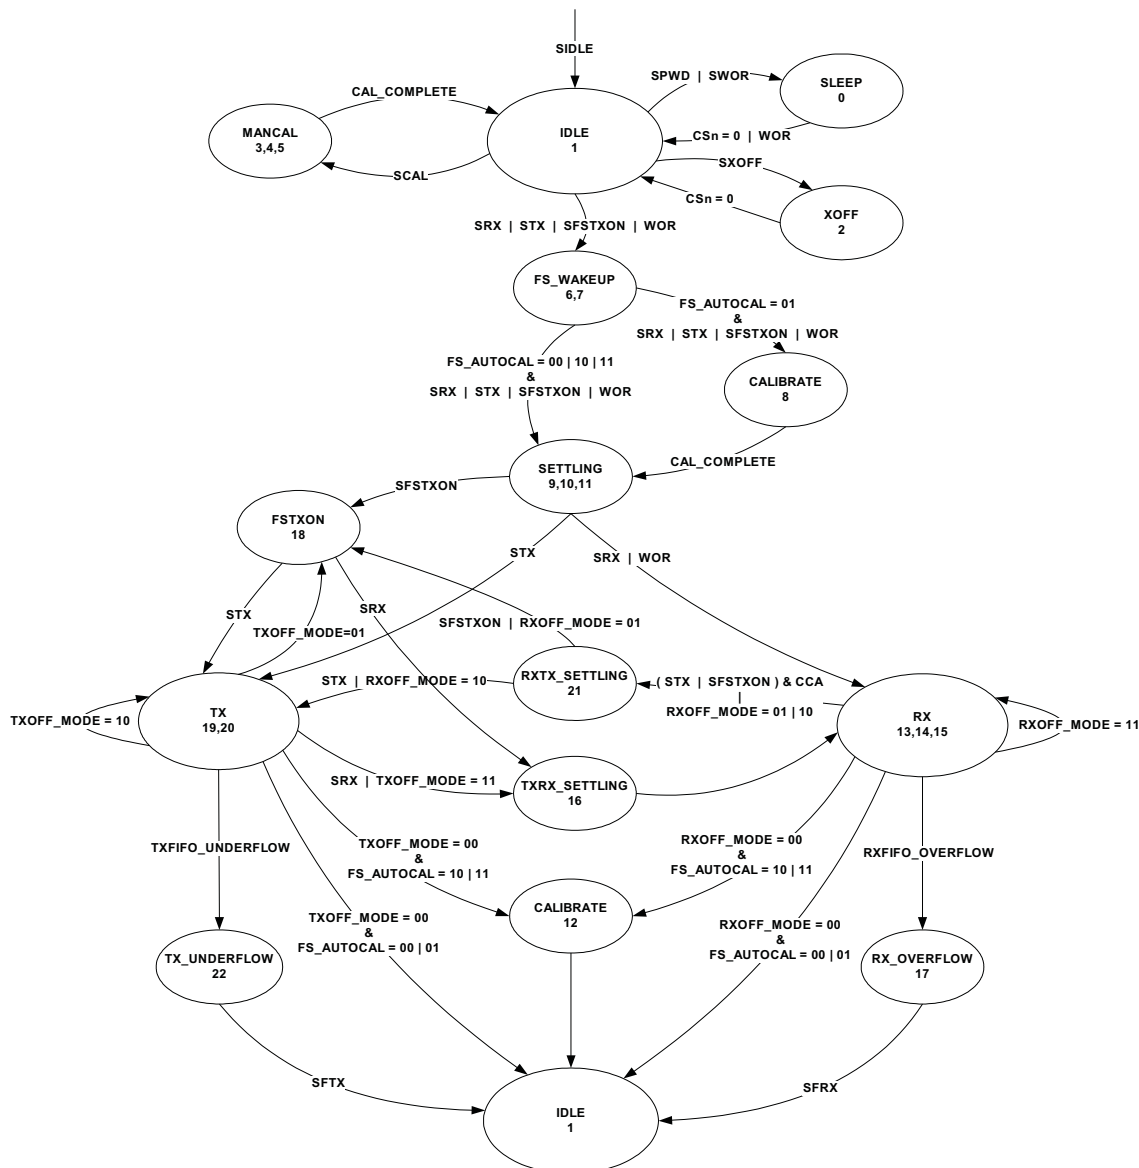 SIDLE
SPWD | SWOR
SLEEP
0
CAL_COMPLETE
MANCAL
3,4,5
IDLE
1
CSn = 0 | WOR
SCAL
SXOFF
CSn = 0
XOFF
2
SRX | STX | SFSTXON | WOR
FS_WAKEUP
6,7
FS_AUTOCAL = 01
&
SRX | STX | SFSTXON | WOR
FS_AUTOCAL = 00 | 10 | 11
&
SRX | STX | SFSTXON | WOR
CALIBRATE
8
CAL_COMPLETE
SETTLING
9,10,11
SFSTXON
FSTXON
18
STX
SRX | WOR
STX
SRX
TXOFF_MODE=01
SFSTXON | RXOFF_MODE = 01
RXTX_SETTLING
21
STX | RXOFF_MODE = 10
( STX | SFSTXON ) & CCA
|
RXOFF_MODE = 01 | 10
TXOFF_MODE = 10
TX
19,20
RX
13,14,15
RXOFF_MODE = 11
SRX | TXOFF_MODE = 11
TXRX_SETTLING
16
TXFIFO_UNDERFLOW
TXOFF_MODE = 00
&
FS_AUTOCAL = 10 | 11
RXOFF_MODE = 00
&
FS_AUTOCAL = 10 | 11
RXFIFO_OVERFLOW
CALIBRATE
12
TXOFF_MODE = 00
&
FS_AUTOCAL = 00 | 01
RXOFF_MODE = 00
&
FS_AUTOCAL = 00 | 01
TX_UNDERFLOW
22
RX_OVERFLOW
17
SFTX
SFRX
IDLE
1